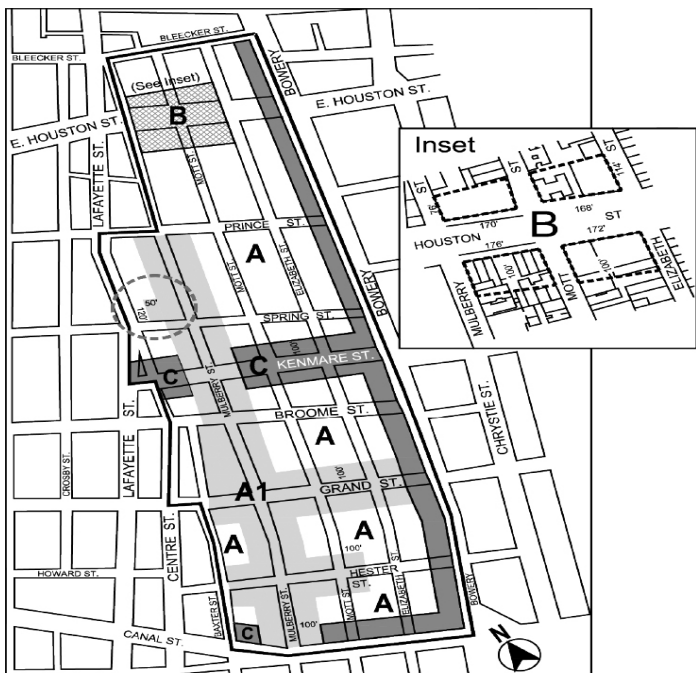 BLEECKER ST.
BLEECKER ST.
(See Inset)
BOWERY
E. HOUSTON ST.
E. HOUSTON ST.
B
MOTT ST.
LAFAYETTE ST.
PRINCE ST.
A
MOTT ST.
ELIZABETH ST.
BOWERY
50'
120'
SPRING ST.
100'
C
C
KENMARE ST.
MULBERRY ST.
BROOME ST.
A
CHRYSTIE ST.
CROSBY ST.
LAFAYETTE ST.
A1
100'
GRAND ST.
A
A
100'
CENTRE ST.
HOWARD ST.
HESTER ST.
BAXTER ST.
MULBERRY ST.
MOTT ST.
ELIZABETH ST
A
BOWERY
C
100'
CANAL ST.
N
Inset
ST
ST
114'
76'
170'
B
168'
HOUSTON ST
176'
172'
100'
100'
MULBERRY
MOTT
ELIZABETH